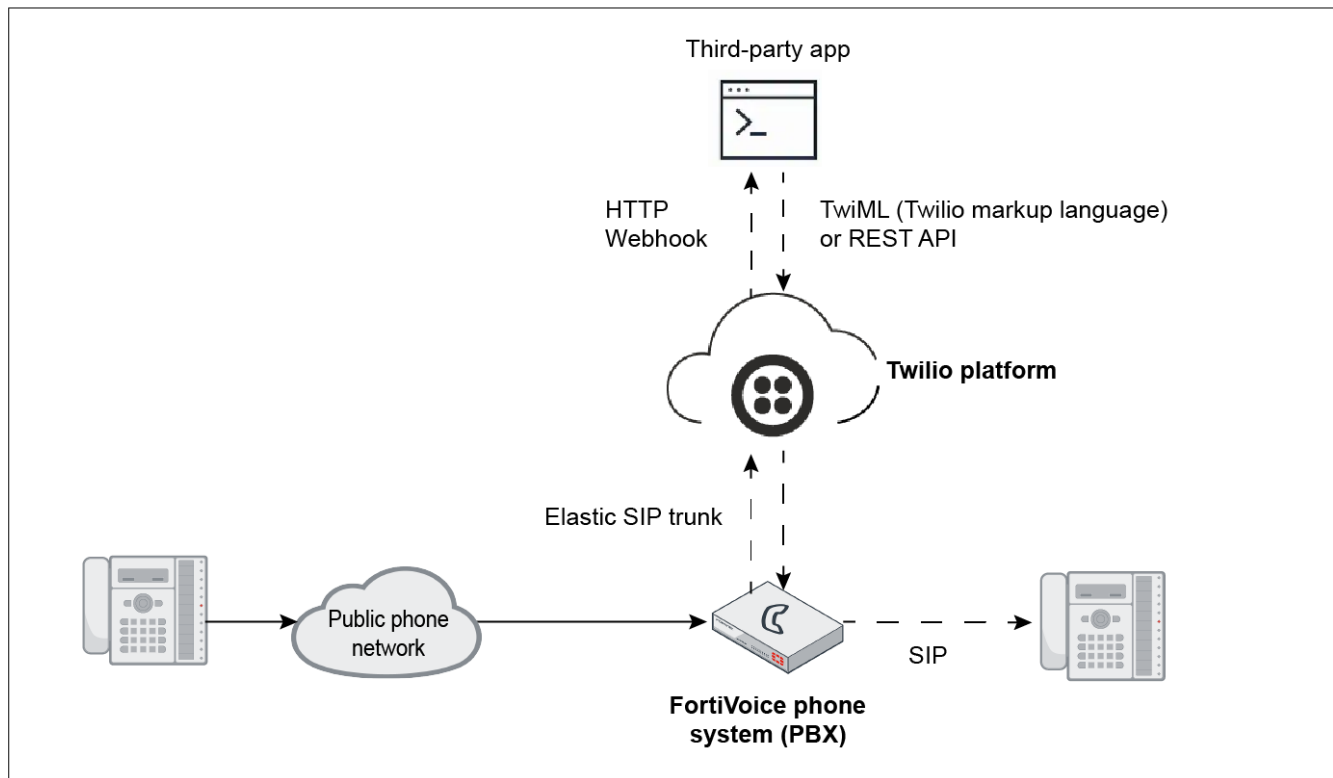 Third-party app
HTTP
Webhook
TwiML (Twilio markup language)
or REST API
Twilio platform
Elastic SIP trunk
Public phone
network
SIP
FortiVoice phone
system (PBX)